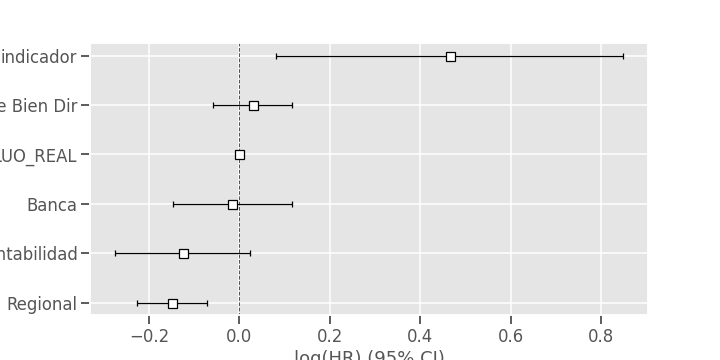 indicador
e Bien Dir
UO_REAL
Banca
ntabilidad
Regional
−0.2 0.0 0.2 0.4 0.6 0.8
log(HR) (95% CI)